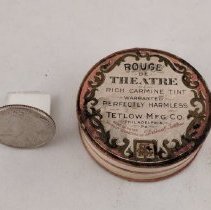 ROUGE
DE
THEATRE
RICH CARMINE TINT
WARRANTED
PERFECTLY HARMLESS
TETLOW MFG CO.
PHILADELPHIA